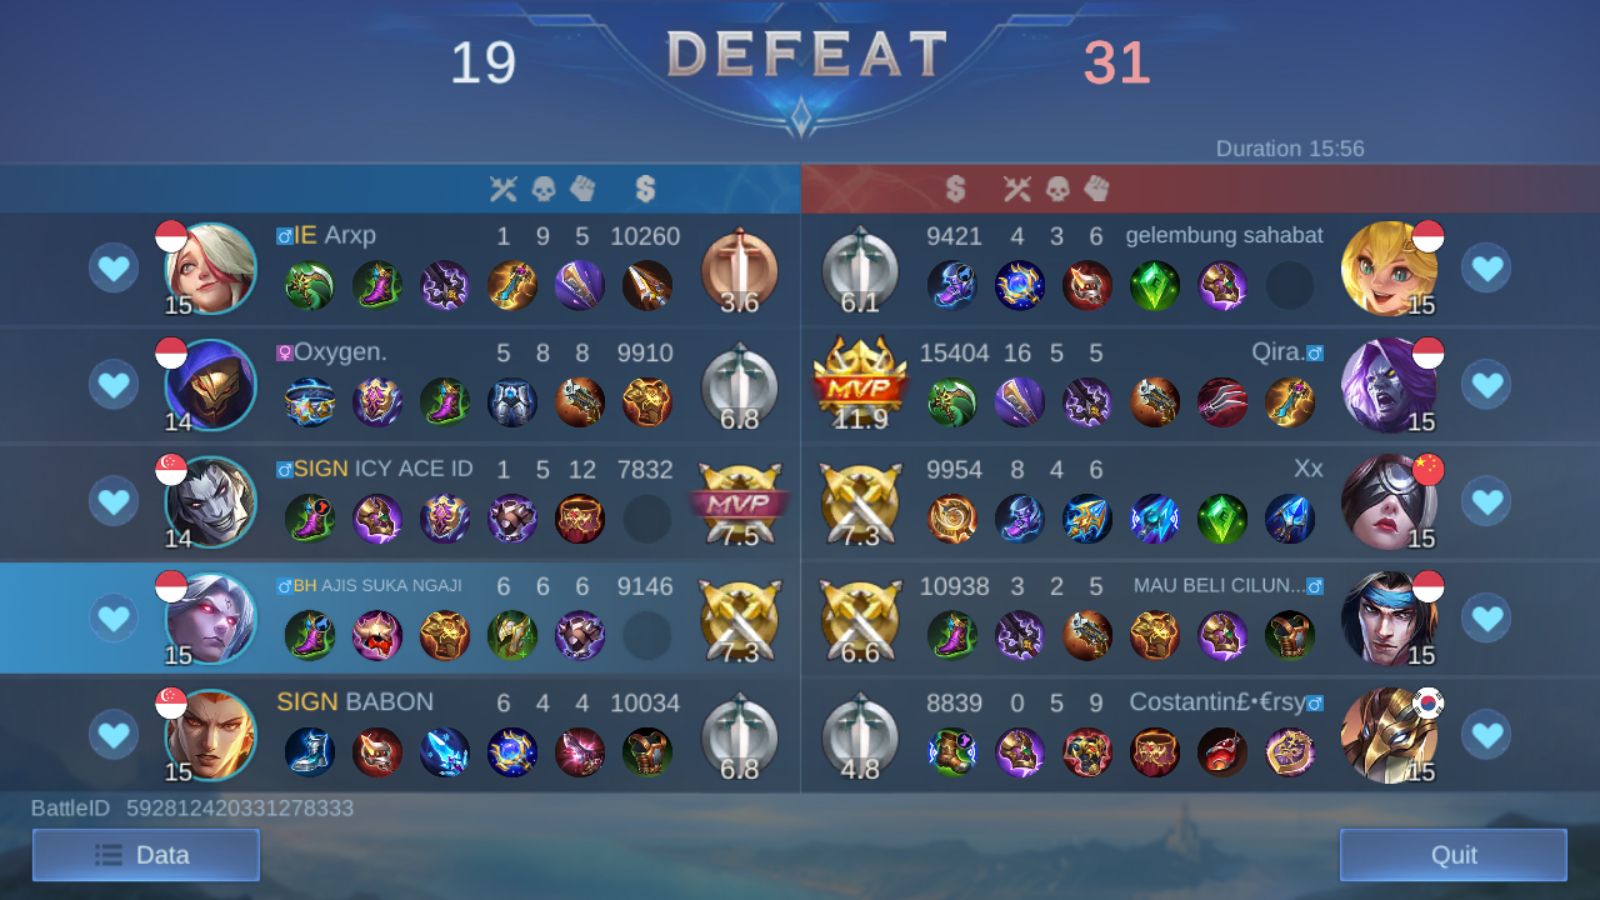 19 DEFEAT 31
Duration 15:56
IE Arxp 1 9 5 10260
15 3.6
9421 4 3 6 gelembung sahabat
6.1 15
Oxygen. 5 8 8 9910
14 6.8
15404 16 5 5 Qira.
MVP
11.9 15
SIGN ICY ACE ID 1 5 12 7832
MVP
14 7.5
9954 8 4 6 Xx
7.3 15
BH AJIS SUKA NGAJI 6 6 6 9146
15 7.3
10938 3 2 5 MAU BELI CILUN...
6.6 15
SIGN BABON 6 4 4 10034
15 6.8
8839 0 5 9 Costantin£•€rsy
4.8 15
BattleID 592812420331278333
Data
Quit